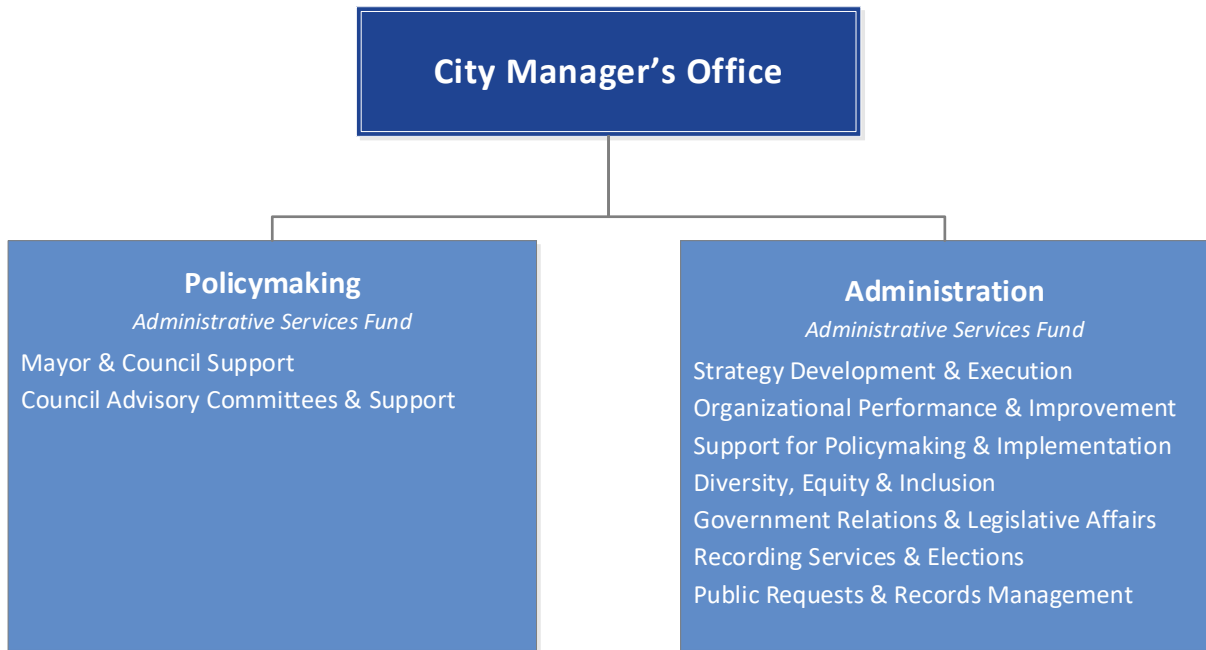 City Manager’s Office
Policymaking
Administrative Services Fund
Mayor & Council Support
Council Advisory Committees & Support
Administration
Administrative Services Fund
Strategy Development & Execution
Organizational Performance & Improvement
Support for Policymaking & Implementation
Diversity, Equity & Inclusion
Government Relations & Legislative Affairs
Recording Services & Elections
Public Requests & Records Management